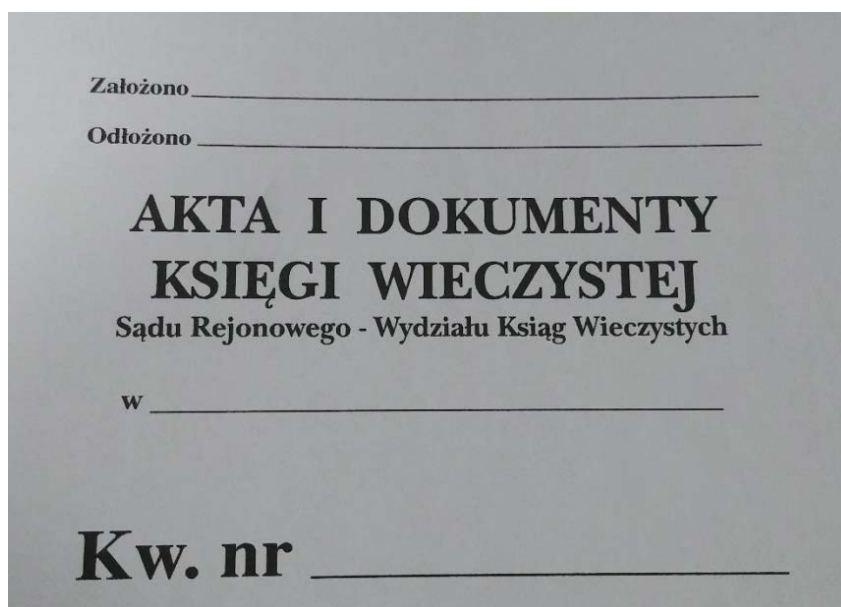 Założono
Odłożono
AKTA I DOKUMENTY
KSIĘGI WIECZYSTEJ
Sądu Rejonowego - Wydziału Ksiąg Wieczystych
w
Kw. nr